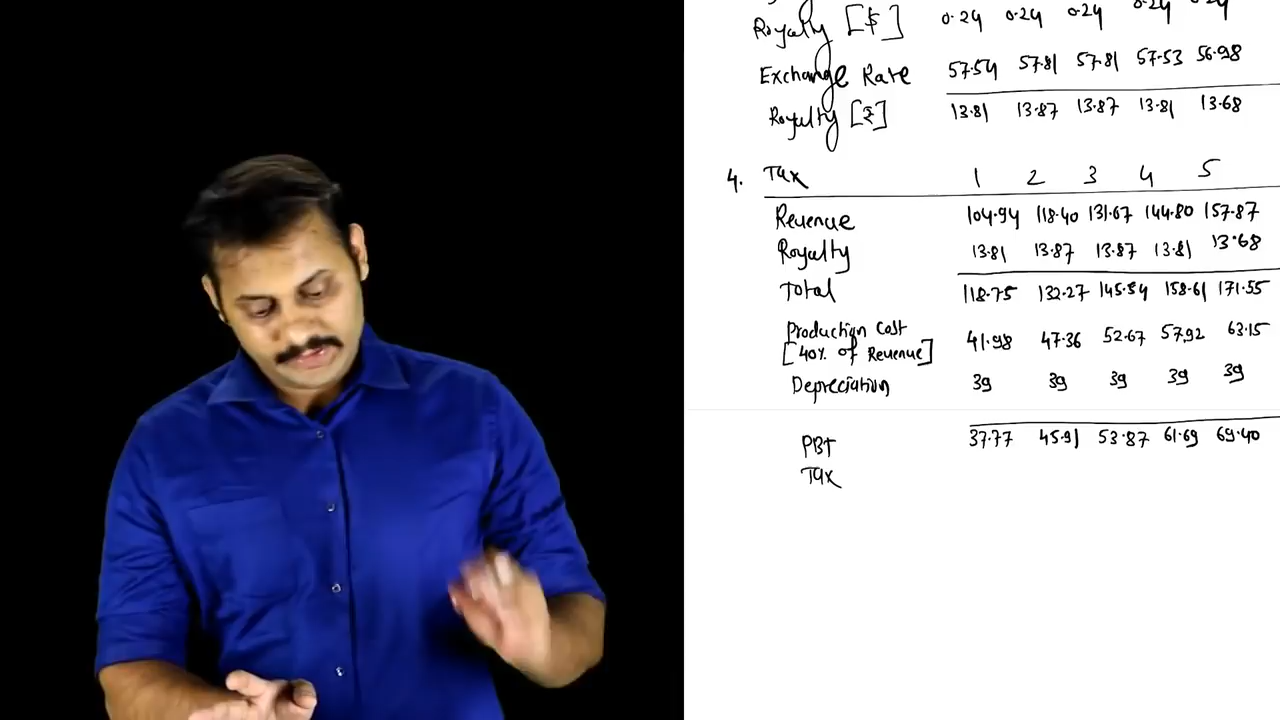 Royalty [$] 0.24 0.24 0.24 0.24 0.24
Exchange Rate 57.54 57.81 57.81 57.53 56.98
Royalty [₹] 13.81 13.87 13.87 13.81 13.68
4. Tax 1 2 3 4 5
Revenue 104.94 118.40 131.67 144.80 157.87
Royalty 13.81 13.87 13.87 13.81 13.68
Total 118.75 132.27 145.54 158.61 171.55
Production Cost
[40% of Revenue] 41.98 47.36 52.67 57.92 63.15
Depreciation 39 39 39 39 39
PBT 37.77 45.91 53.87 61.69 69.40
Tax